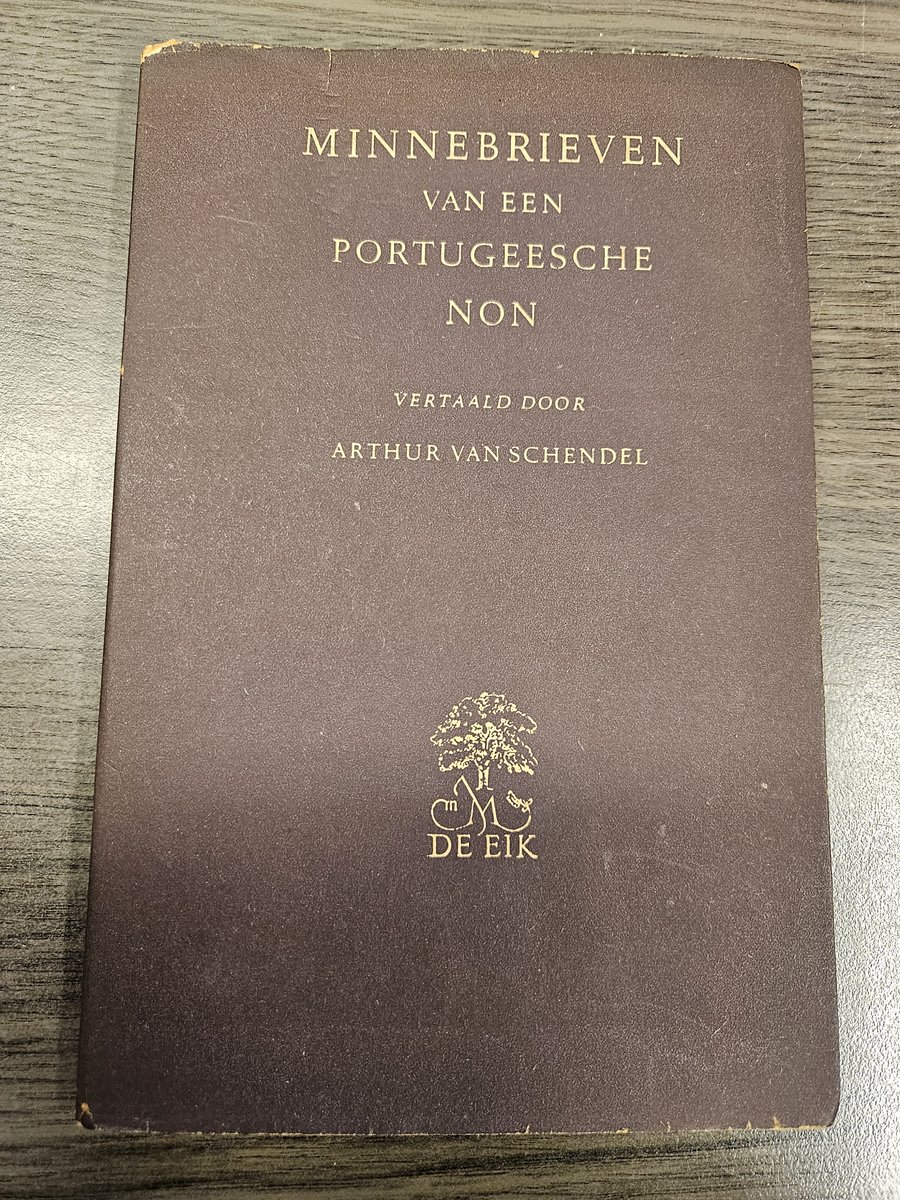 MINNEBRIEVEN
VAN EEN
PORTUGEESCHE
NON
VERTAALD DOOR
ARTHUR VAN SCHENDEL
M
DE EIK